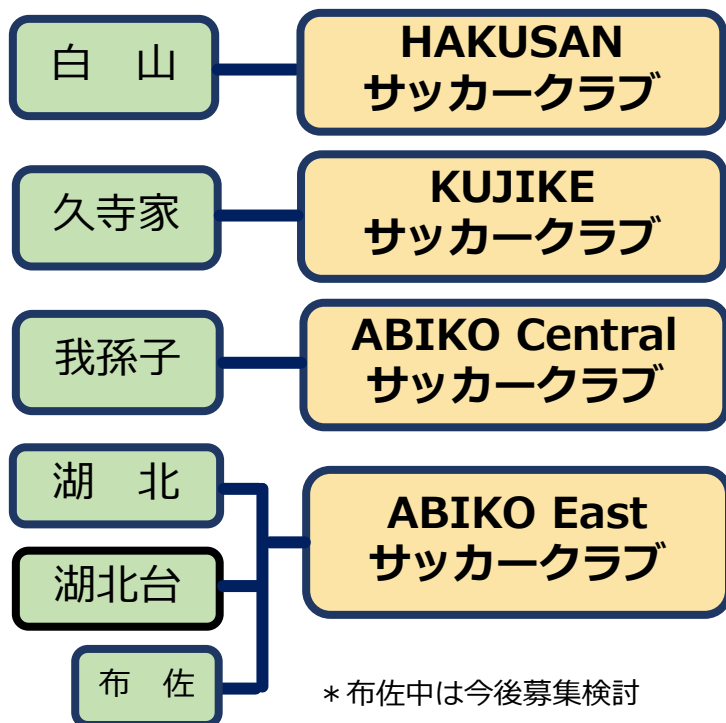 白　山
HAKUSAN
サッカークラブ
久寺家
KUJIKE
サッカークラブ
我孫子
ABIKO Central
サッカークラブ
湖　北
湖北台
布　佐
ABIKO East
サッカークラブ
＊布佐中は今後募集検討